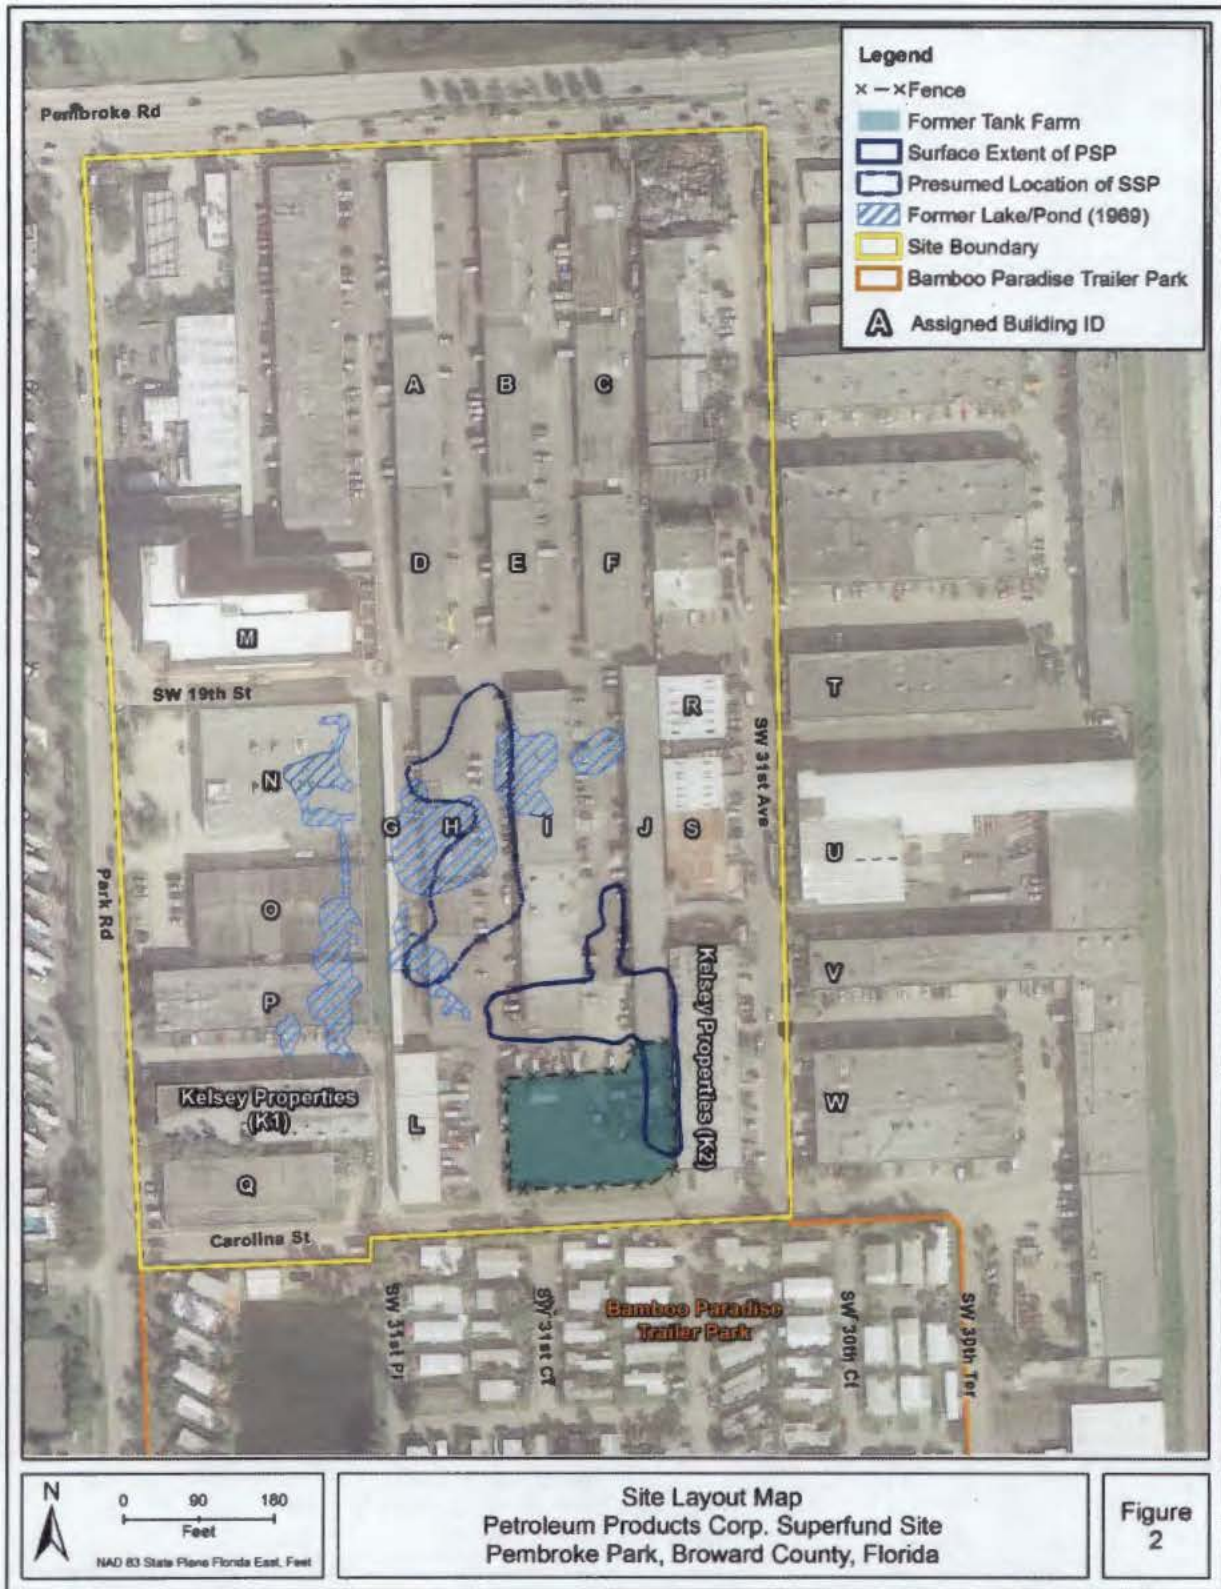 Legend
x – x Fence
Former Tank Farm
Surface Extent of PSP
Presumed Location of SSP
Former Lake/Pond (1969)
Site Boundary
Bamboo Paradise Trailer Park
A Assigned Building ID
Pembroke Rd
A
B
C
D
E
F
M
SW 19th St
T
R
SW 31st Ave
N
G
H
I
J
S
U
Park Rd
O
P
V
Kelsey Properties (K2)
Kelsey Properties
(K1)
L
W
Q
Carolina St
SW 31st Pl
SW 31st Ct
Bamboo Paradise
Trailer Park
SW 30th Ct
SW 30th Ter
N
0 90 180
Feet
NAD 83 State Plane Florida East, Feet
Site Layout Map
Petroleum Products Corp. Superfund Site
Pembroke Park, Broward County, Florida
Figure
2